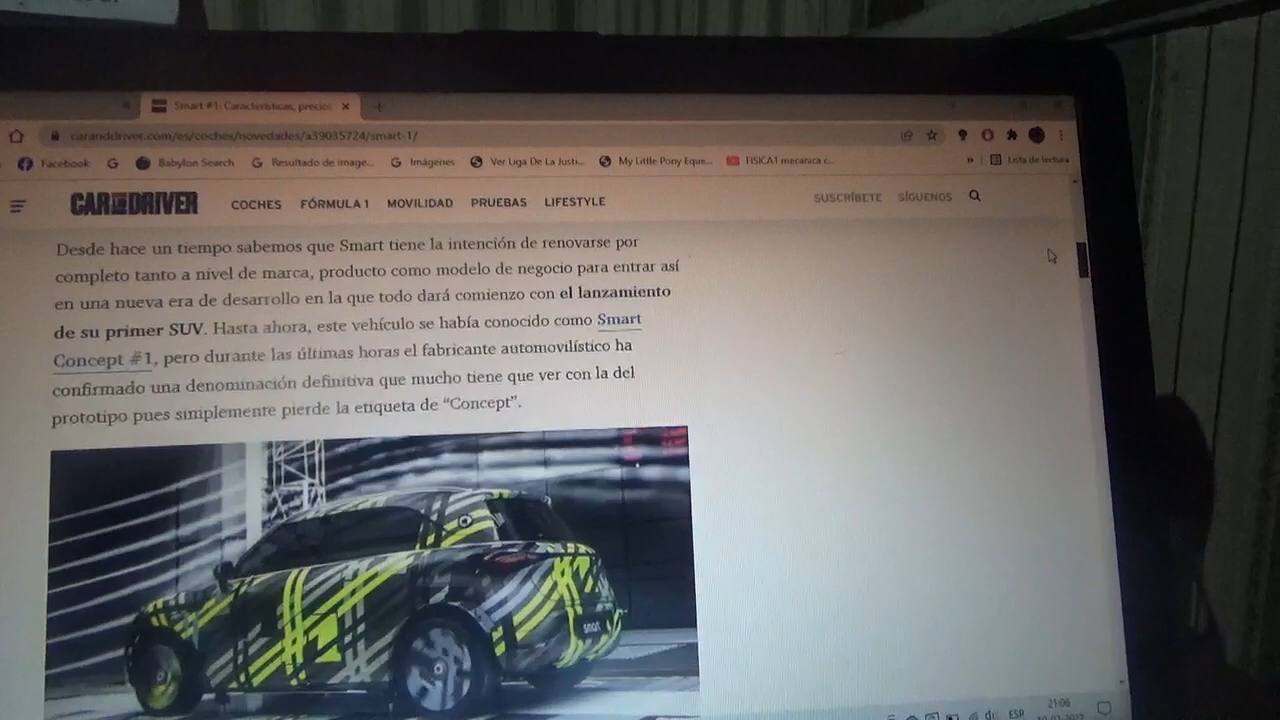 Smart #1: Características, precios
caranddriver.com/es/coches/novedades/a39035724/smart-1/
Facebook
Babylon Search
Resultado de image...
Imágenes
Ver Liga De La Justi...
My Little Pony Eque...
FISICA1 mecanica c...
»
Lista de lectura
CAR AND DRIVER
COCHES
FÓRMULA 1
MOVILIDAD
PRUEBAS
LIFESTYLE
SUSCRÍBETE
SÍGUENOS
Desde hace un tiempo sabemos que Smart tiene la intención de renovarse por
completo tanto a nivel de marca, producto como modelo de negocio para entrar así
en una nueva era de desarrollo en la que todo dará comienzo con el lanzamiento
de su primer SUV. Hasta ahora, este vehículo se había conocido como Smart
Concept #1, pero durante las últimas horas el fabricante automovilístico ha
confirmado una denominación definitiva que mucho tiene que ver con la del
prototipo pues simplemente pierde la etiqueta de “Concept”.
smart
ESP
21:06